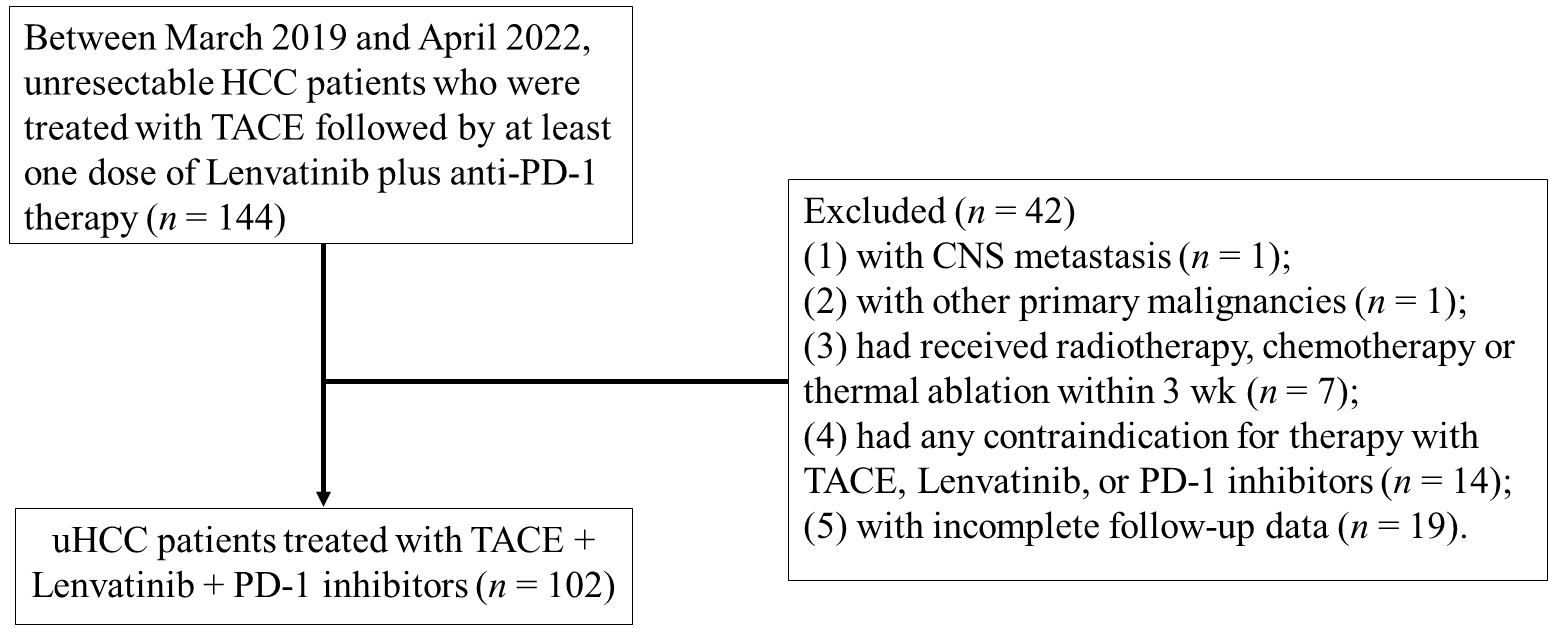 Between March 2019 and April 2022,
unresectable HCC patients who were
treated with TACE followed by at least
one dose of Lenvatinib plus anti-PD-1
therapy (n = 144)
Excluded (n = 42)
(1) with CNS metastasis (n = 1);
(2) with other primary malignancies (n = 1);
(3) had received radiotherapy, chemotherapy or
thermal ablation within 3 wk (n = 7);
(4) had any contraindication for therapy with
TACE, Lenvatinib, or PD-1 inhibitors (n = 14);
(5) with incomplete follow-up data (n = 19).
uHCC patients treated with TACE +
Lenvatinib + PD-1 inhibitors (n = 102)